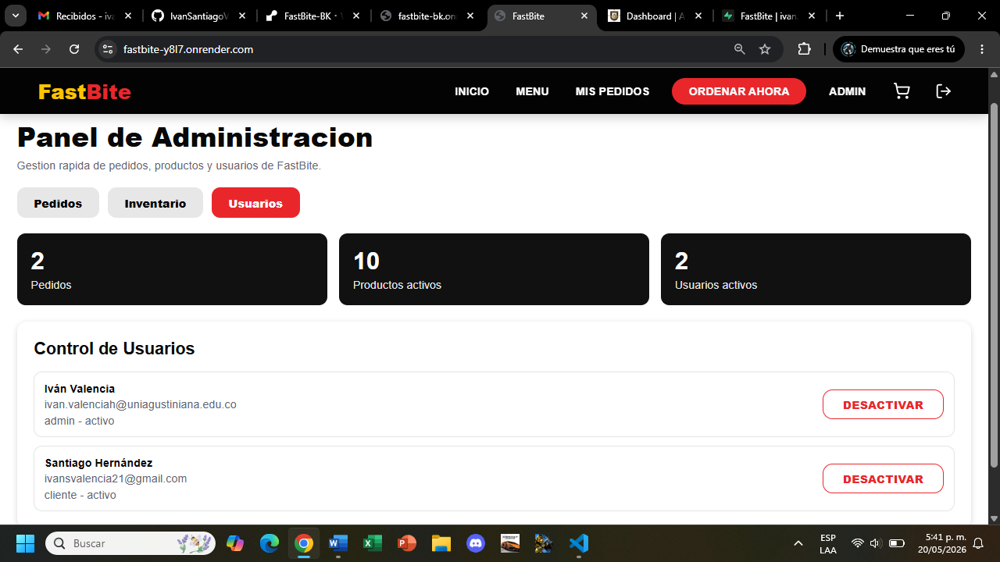 Recibidos - iva
IvanSantiagoV
FastBite-BK · V
fastbite-bk.on
FastBite
Dashboard | A
FastBite | ivan.
fastbite-y8l7.onrender.com
Demuestra que eres tú
FastBite
INICIO
MENU
MIS PEDIDOS
ORDENAR AHORA
ADMIN
Panel de Administracion
Gestion rapida de pedidos, productos y usuarios de FastBite.
Pedidos
Inventario
Usuarios
2
Pedidos
10
Productos activos
2
Usuarios activos
Control de Usuarios
Iván Valencia
ivan.valenciah@uniagustiniana.edu.co
admin - activo
DESACTIVAR
Santiago Hernández
ivansvalencia21@gmail.com
cliente - activo
DESACTIVAR
Buscar
ESP
LAA
5:41 p. m.
20/05/2026